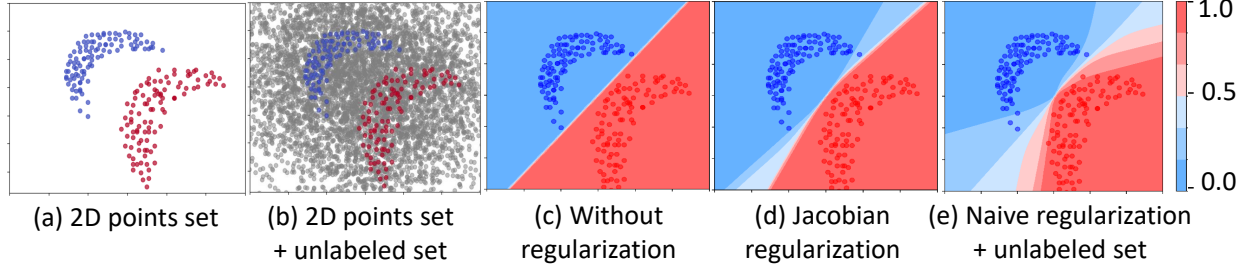 1.0
0.5
0.0
(a) 2D points set
(b) 2D points set
+ unlabeled set
(c) Without
regularization
(d) Jacobian
regularization
(e) Naive regularization
+ unlabeled set